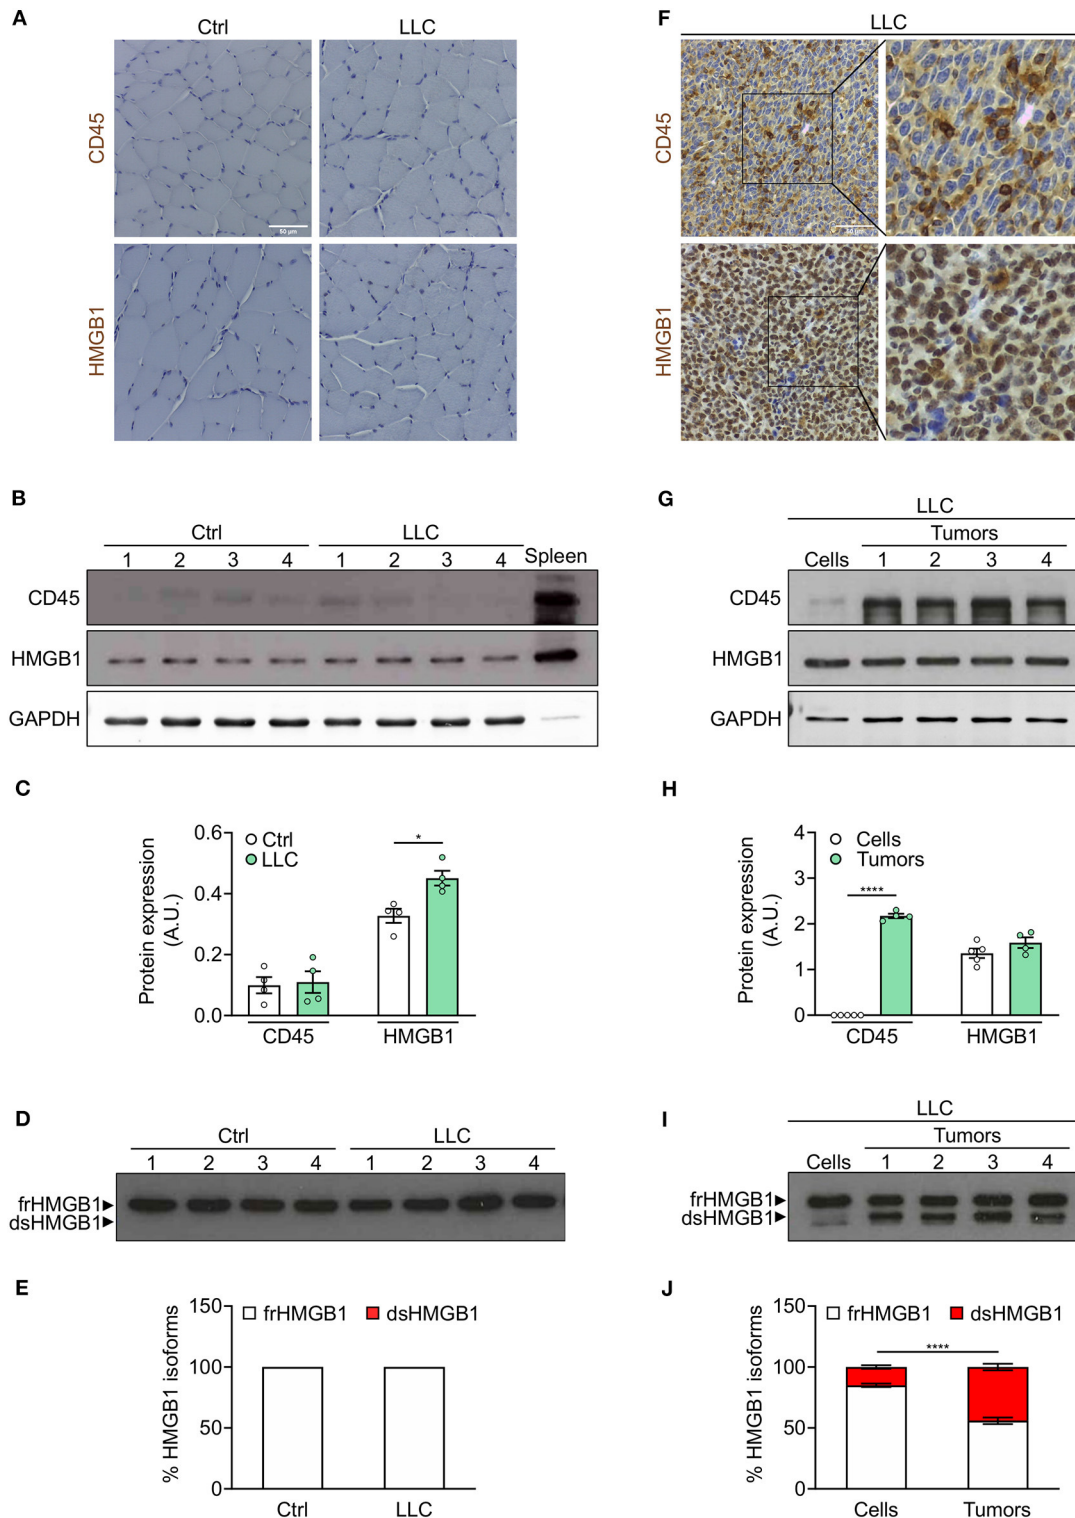 A
Ctrl
LLC
CD45
50 µm
HMGB1
B
Ctrl
LLC
1 2 3 4 1 2 3 4 Spleen
CD45
HMGB1
GAPDH
C
Protein expression
(A.U.)
0.6
0.4
0.2
0.0
Ctrl
LLC
*
CD45
HMGB1
D
Ctrl
LLC
1 2 3 4 1 2 3 4
frHMGB1
dsHMGB1
E
% HMGB1 isoforms
150
100
50
0
frHMGB1
dsHMGB1
Ctrl
LLC
F
LLC
CD45
50 µm
HMGB1
G
LLC
Tumors
Cells 1 2 3 4
CD45
HMGB1
GAPDH
H
Protein expression
(A.U.)
4
3
2
1
0
Cells
Tumors
****
CD45
HMGB1
I
LLC
Tumors
Cells 1 2 3 4
frHMGB1
dsHMGB1
J
% HMGB1 isoforms
150
100
50
0
frHMGB1
dsHMGB1
****
Cells
Tumors